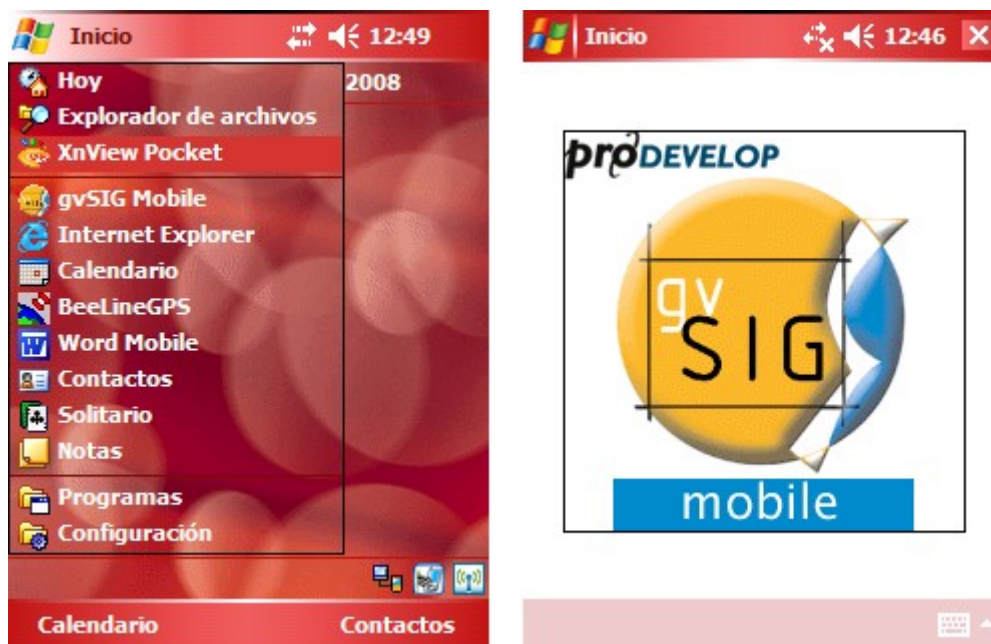 Inicio 12:49
Hoy 2008
Explorador de archivos
XnView Pocket
gvSIG Mobile
Internet Explorer
Calendario
BeeLineGPS
Word Mobile
Contactos
Solitario
Notas
Programas
Configuración
Calendario Contactos
Inicio 12:46
proDEVELOP
gv
SIG
mobile